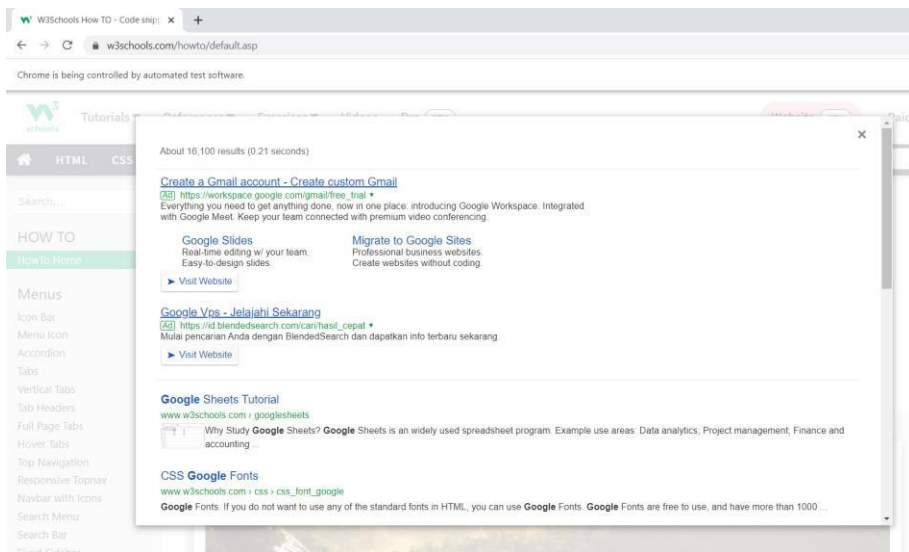 W3Schools How TO - Code snip
w3schools.com/howto/default.asp
Chrome is being controlled by automated test software.
3
schools
Tutorials
Videos
Website
Paid
HTML CSS
Search...
HOW TO
HowTo Home
Menus
Icon Bar
Menu Icon
Accordion
Tabs
Vertical Tabs
Tab Headers
Full Page Tabs
Hover Tabs
Top Navigation
Responsive Topnav
Navbar with Icons
Search Menu
Search Bar
Fixed Sidebar
About 16,100 results (0.21 seconds)
Create a Gmail account - Create custom Gmail
Ad https://workspace.google.com/gmail/free_trial
Everything you need to get anything done, now in one place: introducing Google Workspace. Integrated
with Google Meet. Keep your team connected with premium video conferencing.
Google Slides
Real-time editing w/ your team.
Easy-to-design slides.
Migrate to Google Sites
Professional business websites.
Create websites without coding.
Visit Website
Google Vps - Jelajahi Sekarang
Ad https://id.blendedsearch.com/cari/hasil_cepat
Mulai pencarian Anda dengan BlendedSearch dan dapatkan info terbaru sekarang.
Visit Website
Google Sheets Tutorial
www.w3schools.com › googlesheets
Why Study Google Sheets? Google Sheets is an widely used spreadsheet program. Example use areas: Data analytics; Project management; Finance and
accounting ...
CSS Google Fonts
www.w3schools.com › css › css_font_google
Google Fonts. If you do not want to use any of the standard fonts in HTML, you can use Google Fonts. Google Fonts are free to use, and have more than 1000 ...